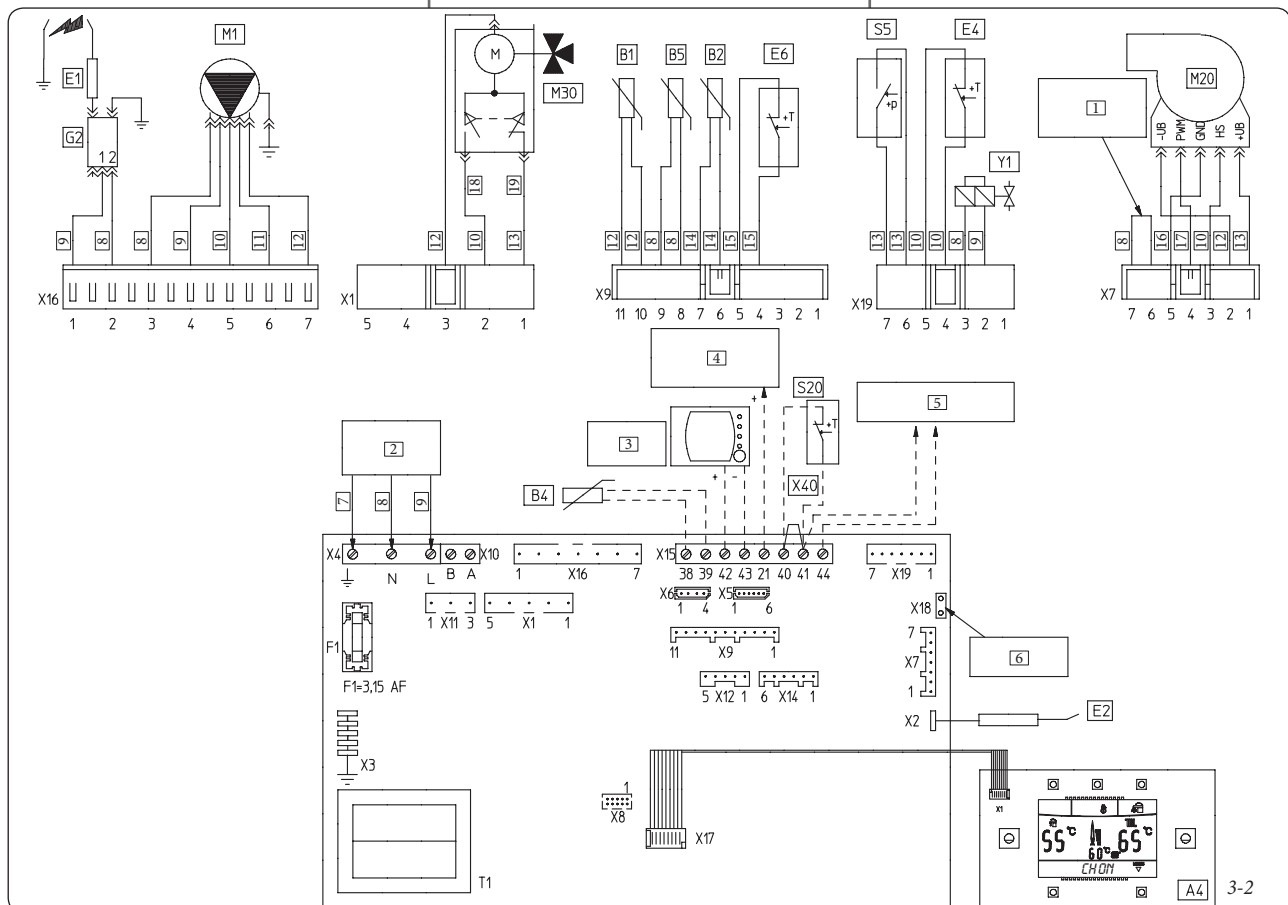 M1
E1
G2
1 2
9
8
8
9
10
11
12
X16
1 2 3 4 5 6 7
M
M30
18
19
12
10
13
X1
5 4 3 2 1
B1
B5
B2
E6
+T
12
12
8
8
14
14
15
15
X9
11 10 9 8 7 6 5 4 3 2 1
S5
E4
+p
+T
Y1
13
13
10
10
8
9
X19
7 6 5 4 3 2 1
M20
1
-UB
PWM
GND
HS
+UB
8
16
17
10
12
13
X7
7 6 5 4 3 2 1
4
S20
5
+
3
+T
2
+ -
X40
B4
7
8
9
X4
N L B A
X10
1 X16 7
X15
38 39 42 43 21 40 41 44
7 X19 1
X6
1 4
X5
1 6
X18
1 X11 3
5 X1 1
F1
11 X9 1
7
X7
1
6
F1=3,15 AF
5 X12 1
6 X14 1
X2
E2
X3
1
X8
X17
X1
55 °C
60 °C
65 °C
CH ON
T1
A4
3-2